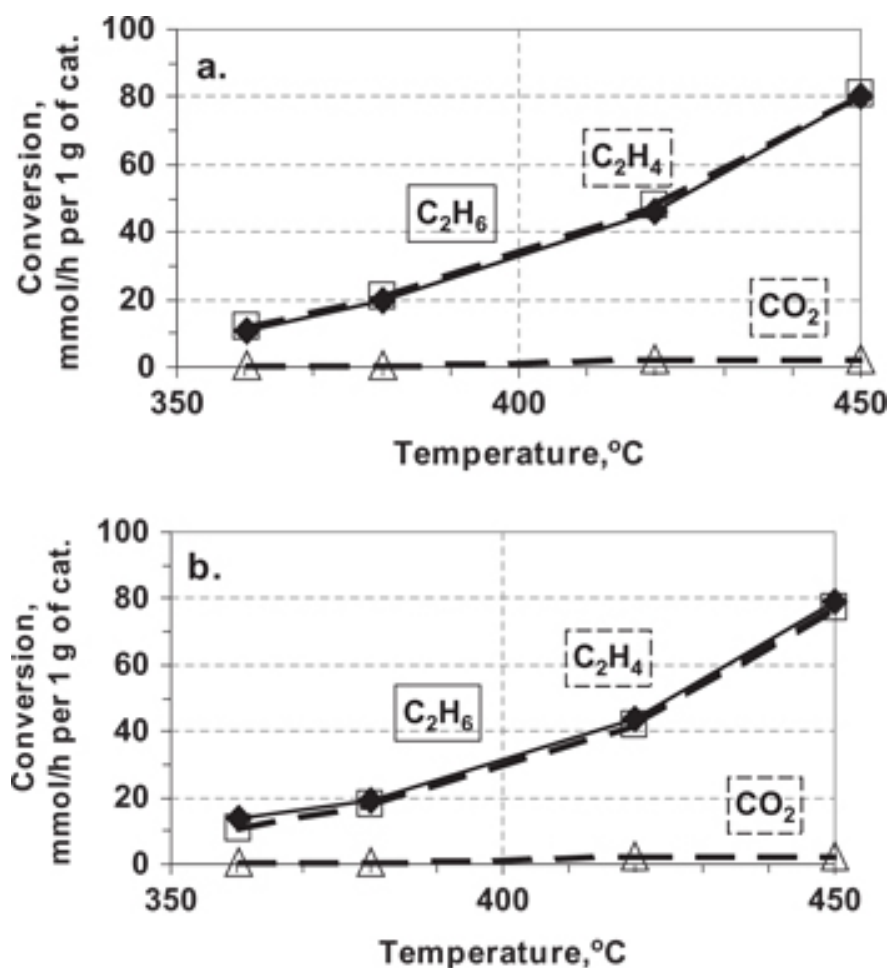 a.
Conversion,
mmol/h per 1 g of cat.
100
80
60
40
20
0
C₂H₄
C₂H₆
CO₂
350
400
450
Temperature,ºC
b.
Conversion,
mmol/h per 1 g of cat.
100
80
60
40
20
0
C₂H₄
C₂H₆
CO₂
350
400
450
Temperature,ºC